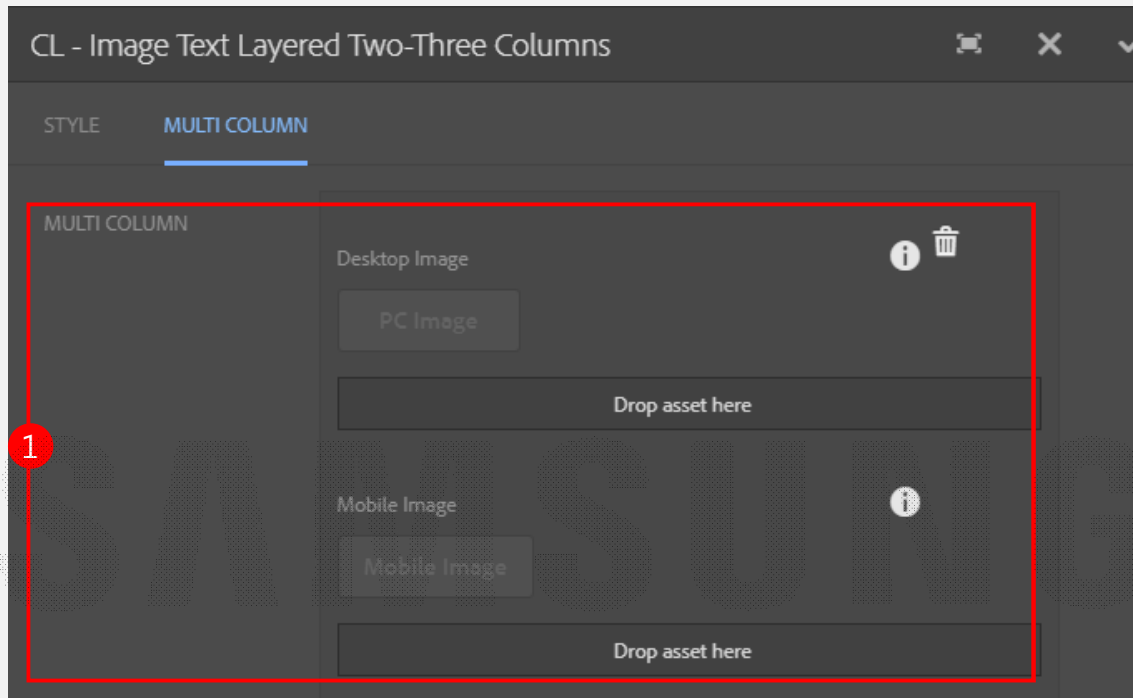 CL - Image Text Layered Two-Three Columns
STYLE MULTI COLUMN
MULTI COLUMN
Desktop Image
PC Image
Drop asset here
1
SAMSUNG
Mobile Image
Mobile Image
Drop asset here